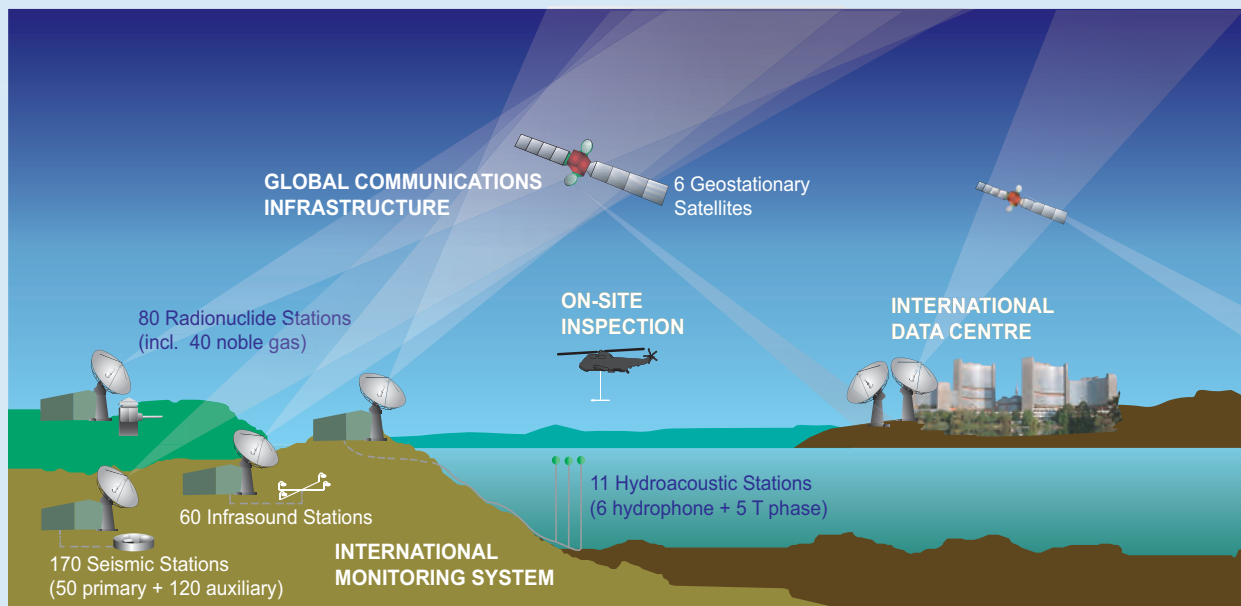 GLOBAL COMMUNICATIONS
INFRASTRUCTURE
6 Geostationary
Satellites
80 Radionuclide Stations
(incl. 40 noble gas)
ON-SITE
INSPECTION
INTERNATIONAL
DATA CENTRE
11 Hydroacoustic Stations
(6 hydrophone + 5 T phase)
60 Infrasound Stations
170 Seismic Stations
(50 primary + 120 auxiliary)
INTERNATIONAL
MONITORING SYSTEM